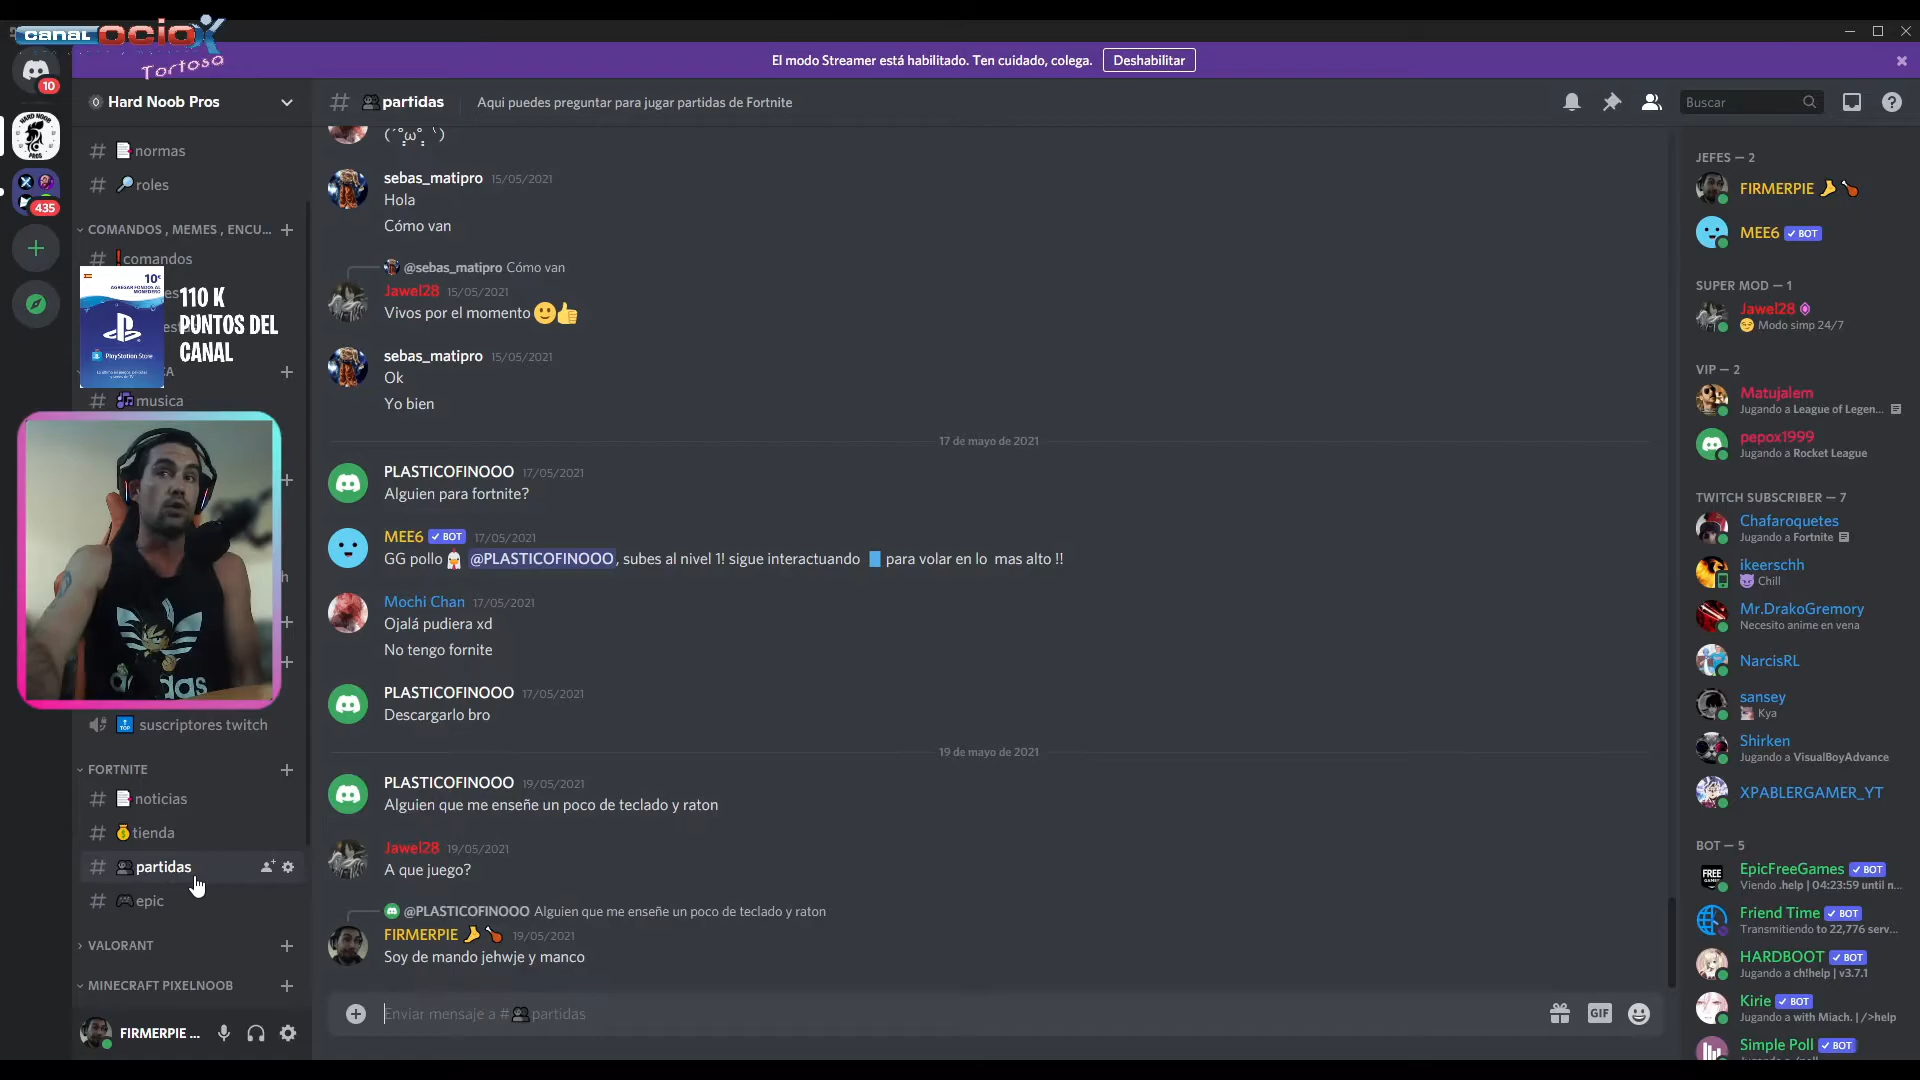 canal ociox
Tortosa
El modo Streamer está habilitado. Ten cuidado, colega.
Deshabilitar
10
435
Hard Noob Pros
normas
roles
COMANDOS , MEMES , ENCU...
comandos
10€
AGREGAR FONDOS AL
MONEDERO
PlayStation Store
110 K
PUNTOS DEL
CANAL
musica
suscriptores twitch
FORTNITE
noticias
tienda
partidas
epic
VALORANT
MINECRAFT PIXELNOOB
FIRMERPIE ...
adidas
partidas
Aqui puedes preguntar para jugar partidas de Fortnite
Buscar
sebas_matipro 15/05/2021
Hola
Cómo van
@sebas_matipro Cómo van
Jawel28 15/05/2021
Vivos por el momento 🙂👍
sebas_matipro 15/05/2021
Ok
Yo bien
17 de mayo de 2021
PLASTICOFINOOO 17/05/2021
Alguien para fortnite?
MEE6 ✓ BOT 17/05/2021
GG pollo 🐔 @PLASTICOFINOOO, subes al nivel 1! sigue interactuando para volar en lo mas alto !!
Mochi Chan 17/05/2021
Ojalá pudiera xd
No tengo fornite
PLASTICOFINOOO 17/05/2021
Descargarlo bro
19 de mayo de 2021
PLASTICOFINOOO 19/05/2021
Alguien que me enseñe un poco de teclado y raton
Jawel28 19/05/2021
A que juego?
@PLASTICOFINOOO Alguien que me enseñe un poco de teclado y raton
FIRMERPIE 🦶🍗 19/05/2021
Soy de mando jehwje y manco
Enviar mensaje a #👥partidas
GIF
JEFES — 2
FIRMERPIE 🦶🍗
MEE6 ✓ BOT
SUPER MOD — 1
Jawel28
😏 Modo simp 24/7
VIP — 2
Matujalem
Jugando a League of Legen...
pepox1999
Jugando a Rocket League
TWITCH SUBSCRIBER — 7
Chafaroquetes
Jugando a Fortnite
ikeerschh
😈 Chill
Mr.DrakoGremory
Necesito anime en vena
NarcisRL
sansey
Kya
Shirken
Jugando a VisualBoyAdvance
XPABLERGAMER_YT
BOT — 5
EpicFreeGames ✓ BOT
Viendo .help | 04:23:59 until n...
Friend Time ✓ BOT
Transmitiendo to 22,776 serv...
HARDBOOT ✓ BOT
Jugando a ch!help | v3.7.1
Kirie ✓ BOT
Jugando a with Miach. | />help
Simple Poll ✓ BOT